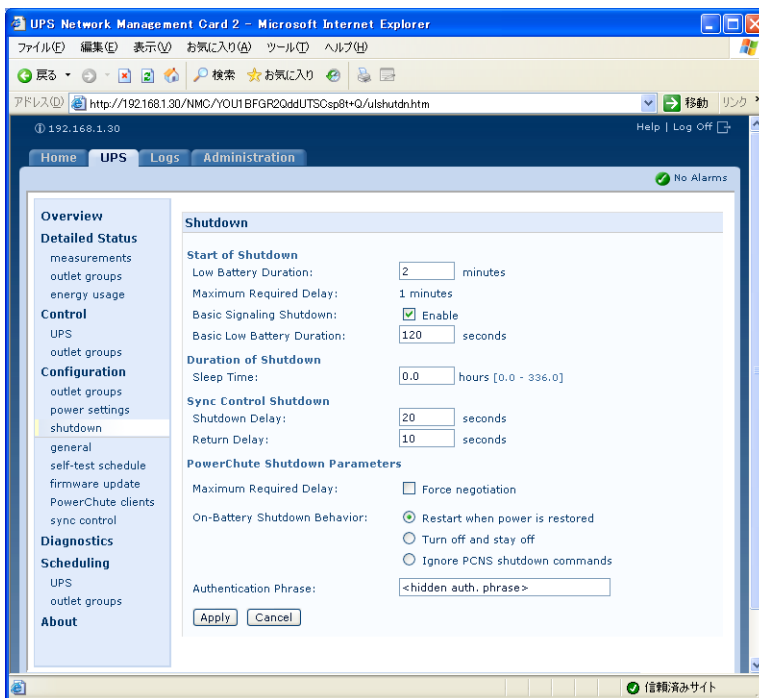 UPS Network Management Card 2 - Microsoft Internet Explorer
ファイル(F) 編集(E) 表示(V) お気に入り(A) ツール(T) ヘルプ(H)
戻る 検索 お気に入り
アドレス(D) http://192.168.1.30/NMC/YOU1BFGR2QddUTSCsp8t+Q/ulshutdn.htm 移動 リンク
192.168.1.30 Help | Log Off
Home UPS Logs Administration
No Alarms
Overview
Detailed Status
measurements
outlet groups
energy usage
Control
UPS
outlet groups
Configuration
outlet groups
power settings
shutdown
general
self-test schedule
firmware update
PowerChute clients
sync control
Diagnostics
Scheduling
UPS
outlet groups
About
Shutdown
Start of Shutdown
Low Battery Duration: 2 minutes
Maximum Required Delay: 1 minutes
Basic Signaling Shutdown: Enable
Basic Low Battery Duration: 120 seconds
Duration of Shutdown
Sleep Time: 0.0 hours [0.0 - 336.0]
Sync Control Shutdown
Shutdown Delay: 20 seconds
Return Delay: 10 seconds
PowerChute Shutdown Parameters
Maximum Required Delay: Force negotiation
On-Battery Shutdown Behavior: Restart when power is restored
Turn off and stay off
Ignore PCNS shutdown commands
Authentication Phrase: <hidden auth. phrase>
Apply Cancel
信頼済みサイト